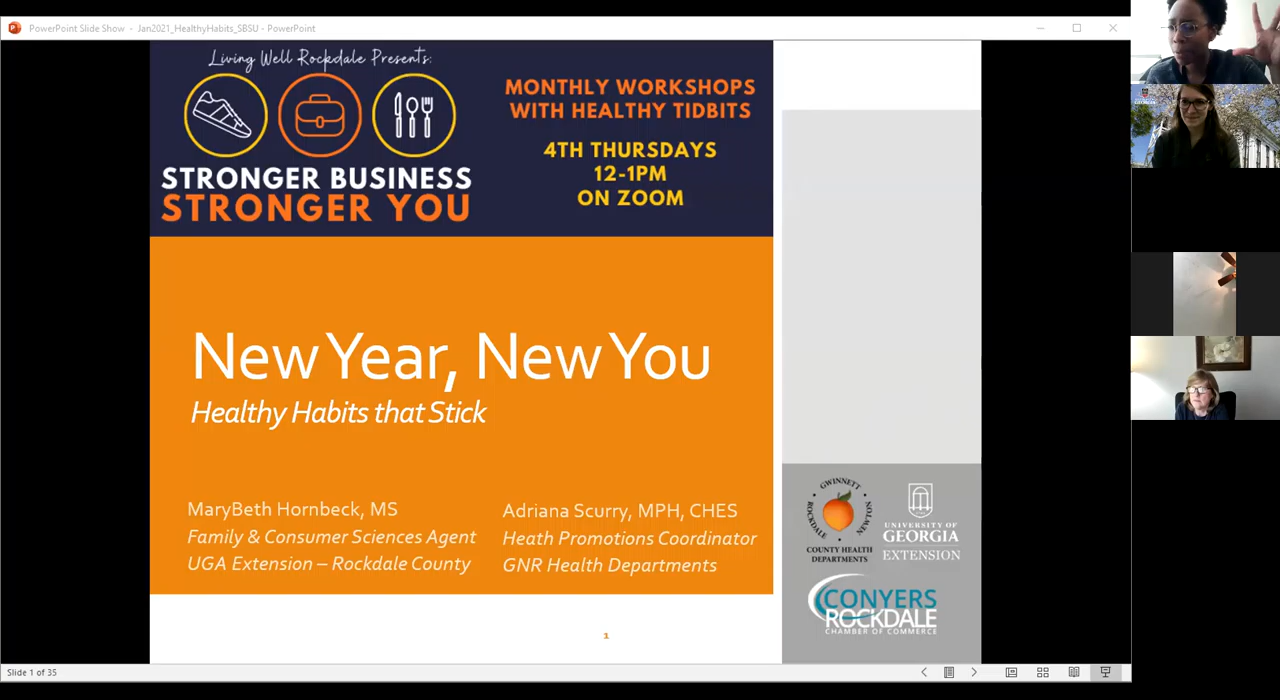 PowerPoint Slide Show - Jan2021_HealthyHabits_SBSU - PowerPoint
Living Well Rockdale Presents:
STRONGER BUSINESS
STRONGER YOU
MONTHLY WORKSHOPS
WITH HEALTHY TIDBITS
4TH THURSDAYS
12-1PM
ON ZOOM
New Year, New You
Healthy Habits that Stick
MaryBeth Hornbeck, MS
Family & Consumer Sciences Agent
UGA Extension – Rockdale County
Adriana Scurry, MPH, CHES
Heath Promotions Coordinator
GNR Health Departments
GWINNETT
ROCKDALE
NEWTON
COUNTY HEALTH
DEPARTMENTS
UNIVERSITY OF
GEORGIA
EXTENSION
CONYERS
ROCKDALE
CHAMBER OF COMMERCE
1
Slide 1 of 35